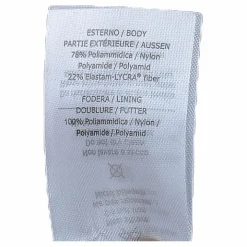 ESTERNO / BODY
PARTIE EXTÉRIEURE / AUSSEN
78% Poliammidica / Nylon
Polyamide / Polyamid
22% Elastam-LYCRA® fiber
FODERA / LINING
DOUBLURE / FUTTER
100% Poliammidica / Nylon
Polyamide / Polyamid